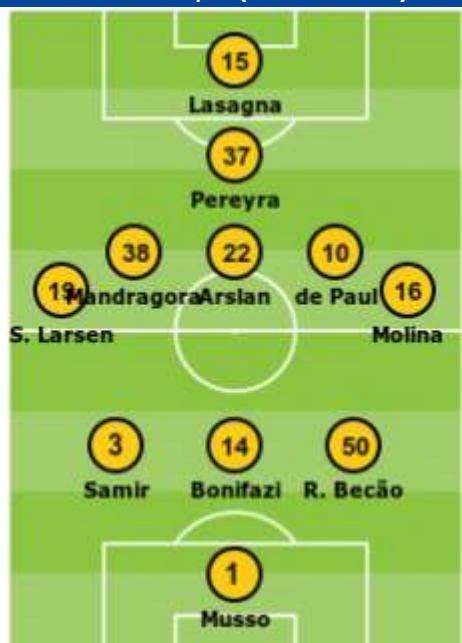 15
Lasagna
37
Pereyra
38
22
10
19
Mandragora
Arslan
de Paul
16
S. Larsen
Molina
3
14
50
Samir
Bonifazi
R. Becão
1
Musso